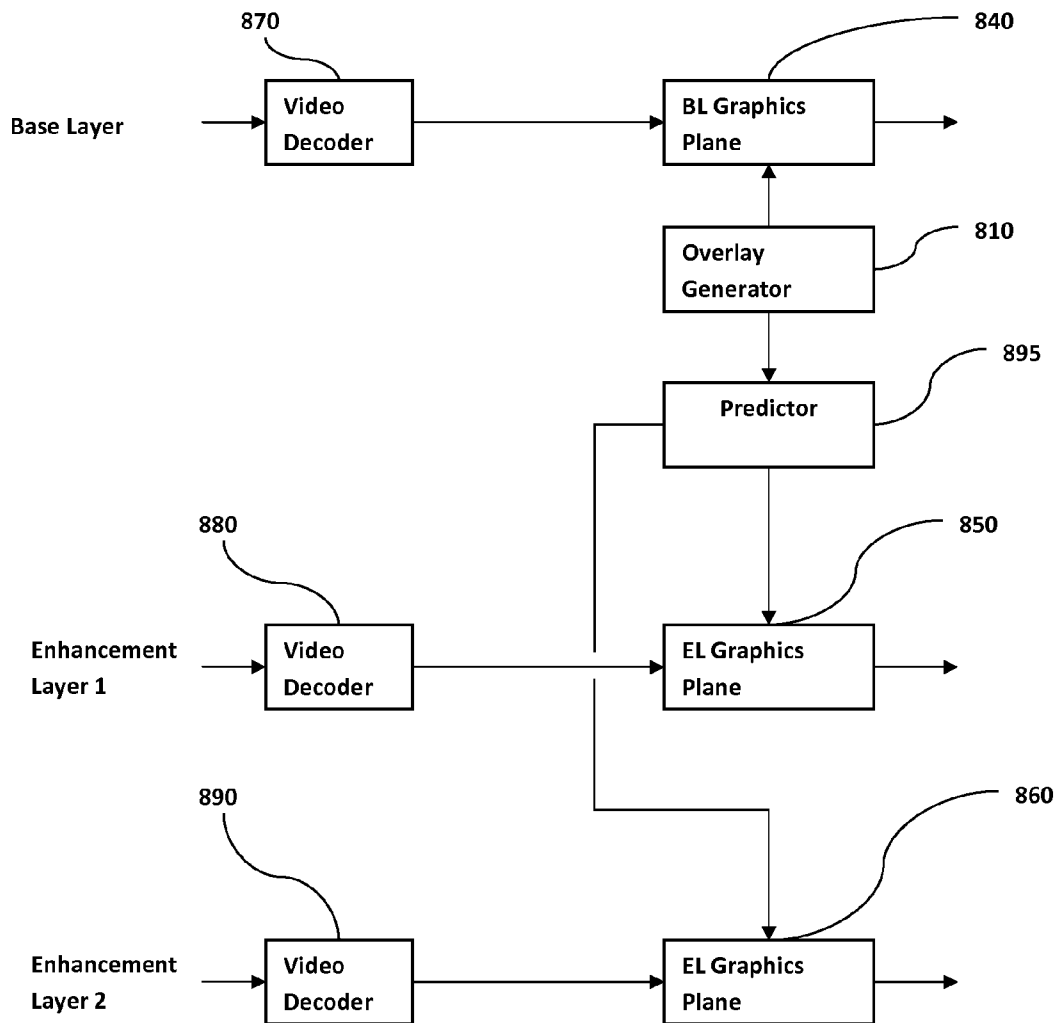 870
840
Base Layer
Video
Decoder
BL Graphics
Plane
810
Overlay
Generator
895
Predictor
880
850
Enhancement
Layer 1
Video
Decoder
EL Graphics
Plane
890
860
Enhancement
Layer 2
Video
Decoder
EL Graphics
Plane